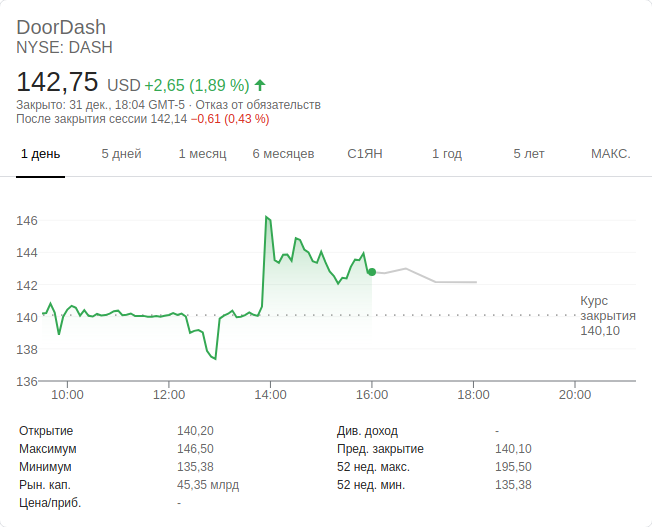 DoorDash
NYSE: DASH
142,75 USD +2,65 (1,89 %)
Закрыто: 31 дек., 18:04 GMT-5 · Отказ от обязательств
После закрытия сессии 142,14 −0,61 (0,43 %)
1 день 5 дней 1 месяц 6 месяцев С1ЯН 1 год 5 лет МАКС.
146
144
142
140
138
136
Курс
закрытия
140,10
10:00 12:00 14:00 16:00 18:00 20:00
Открытие 140,20 Див. доход -
Максимум 146,50 Пред. закрытие 140,10
Минимум 135,38 52 нед. макс. 195,50
Рын. кап. 45,35 млрд 52 нед. мин. 135,38
Цена/приб. -